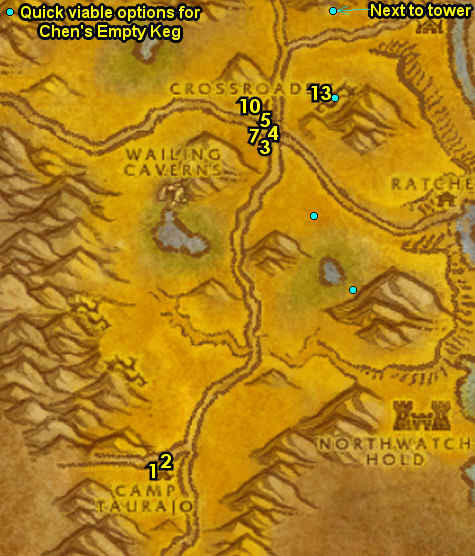 Quick viable options for
Chen's Empty Keg
Next to tower
CROSSROADS
13
10
5
7 4
3
WAILING
CAVERNS
RATCHE
NORTHWATCH
HOLD
1 2
CAMP
TAURAJO